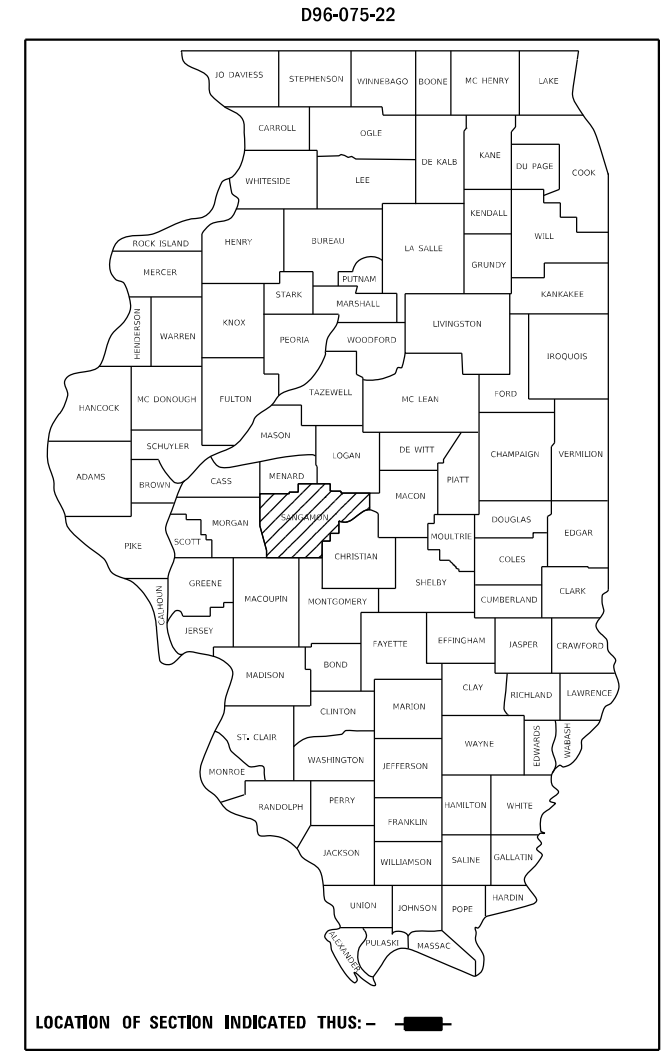 D96-075-22
JO DAVIESS
STEPHENSON
WINNEBAGO
BOONE
MC HENRY
LAKE
CARROLL
OGLE
DE KALB
KANE
DU PAGE
COOK
WHITESIDE
LEE
KENDALL
ROCK ISLAND
HENRY
BUREAU
LA SALLE
WILL
MERCER
PUTNAM
GRUNDY
STARK
MARSHALL
KANKAKEE
HENDERSON
WARREN
KNOX
PEORIA
WOODFORD
LIVINGSTON
IROQUOIS
HANCOCK
MC DONOUGH
FULTON
TAZEWELL
MC LEAN
FORD
MASON
SCHUYLER
LOGAN
DE WITT
CHAMPAIGN
VERMILION
ADAMS
BROWN
CASS
MENARD
PIATT
MACON
SANGAMON
MORGAN
DOUGLAS
PIKE
SCOTT
CHRISTIAN
MOULTRIE
EDGAR
COLES
GREENE
SHELBY
CALHOUN
MACOUPIN
MONTGOMERY
CUMBERLAND
CLARK
JERSEY
FAYETTE
EFFINGHAM
JASPER
CRAWFORD
BOND
MADISON
CLAY
RICHLAND
LAWRENCE
CLINTON
MARION
ST. CLAIR
WAYNE
EDWARDS
WABASH
WASHINGTON
JEFFERSON
MONROE
RANDOLPH
PERRY
HAMILTON
WHITE
FRANKLIN
JACKSON
WILLIAMSON
SALINE
GALLATIN
UNION
JOHNSON
POPE
HARDIN
ALEXANDER
PULASKI
MASSAC
LOCATION OF SECTION INDICATED THUS: –